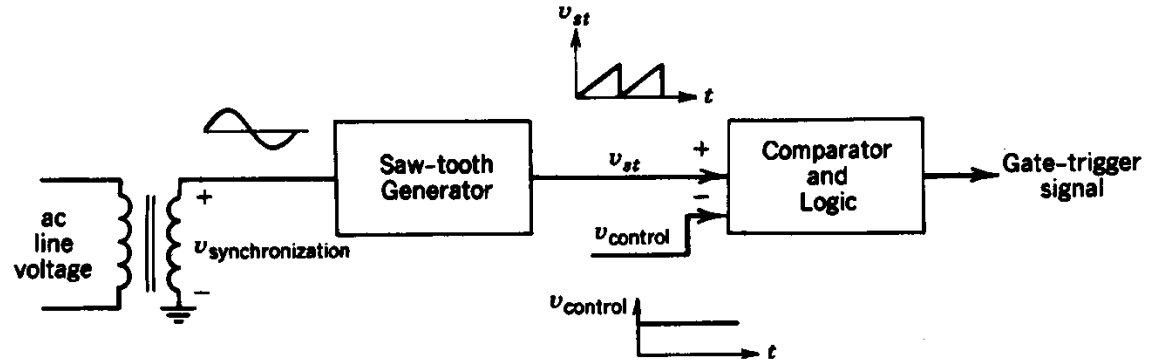 v_st
t
ac
line
voltage
+
v_synchronization
−
Saw-tooth
Generator
v_st
+
−
v_control
Comparator
and
Logic
Gate-trigger
signal
v_control
t